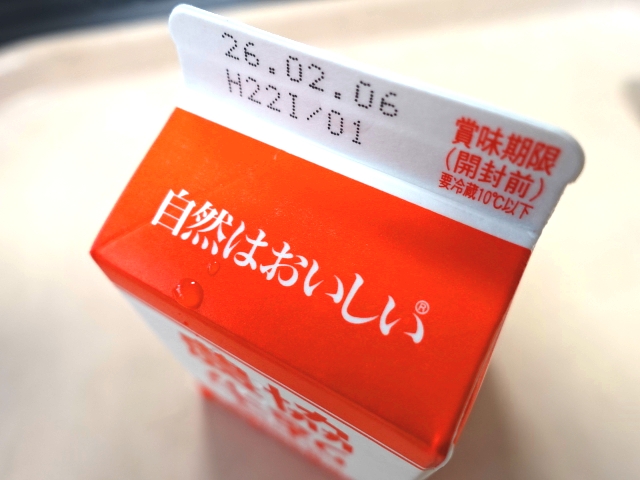 26.02.06
H22I/01
賞味期限
(開封前)
要冷蔵10℃以下
自然はおいしい®